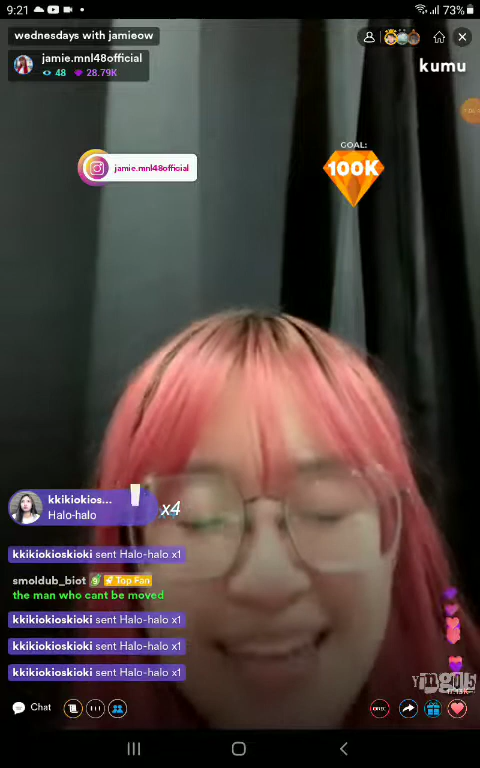 9:21
73%
wednesdays with jamieow
jamie.mnl48official
48 28.79K
kumu
GOAL:
100K
jamie.mnl48official
kkikiokios...
Halo-halo
x4
kkikiokioskioki sent Halo-halo x1
smoldub_biot 9 Top Fan
the man who cant be moved
kkikiokioskioki sent Halo-halo x1
kkikiokioskioki sent Halo-halo x1
kkikiokioskioki sent Halo-halo x1
Chat